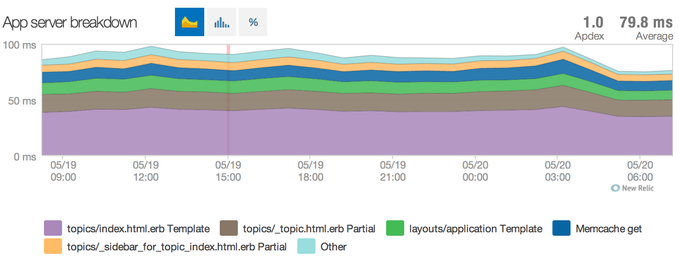 App server breakdown
%
1.0
Apdex
79.8 ms
Average
100 ms
50 ms
0 ms
05/19 05/19 05/19 05/19 05/19 05/20 05/20 05/20
09:00 12:00 15:00 18:00 21:00 00:00 03:00 06:00
New Relic
topics/index.html.erb Template topics/_topic.html.erb Partial layouts/application Template Memcache get
topics/_sidebar_for_topic_index.html.erb Partial Other